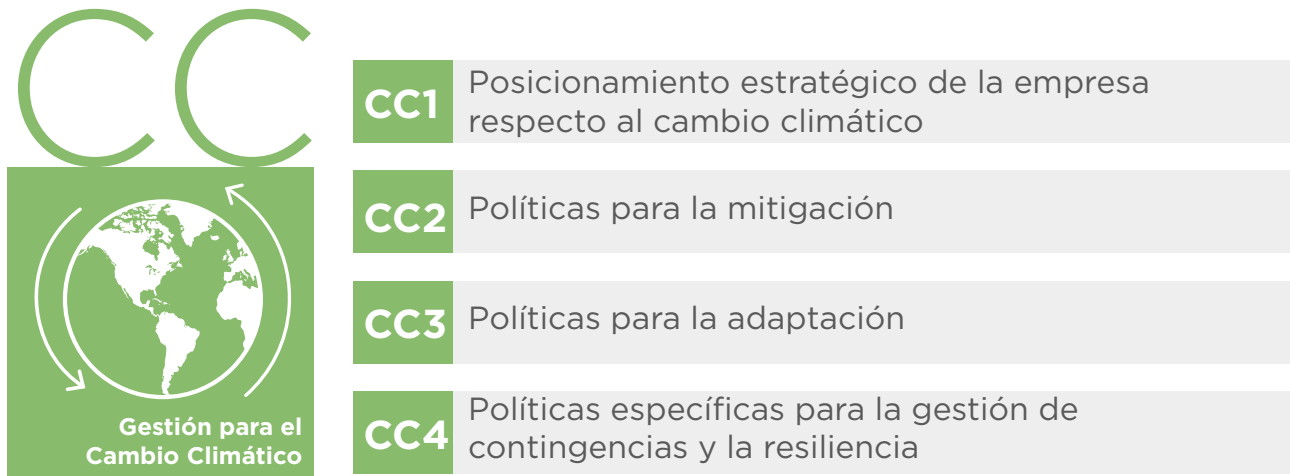 CC
Gestión para el
Cambio Climático
CC1
Posicionamiento estratégico de la empresa
respecto al cambio climático
CC2
Políticas para la mitigación
CC3
Políticas para la adaptación
CC4
Políticas específicas para la gestión de
contingencias y la resiliencia